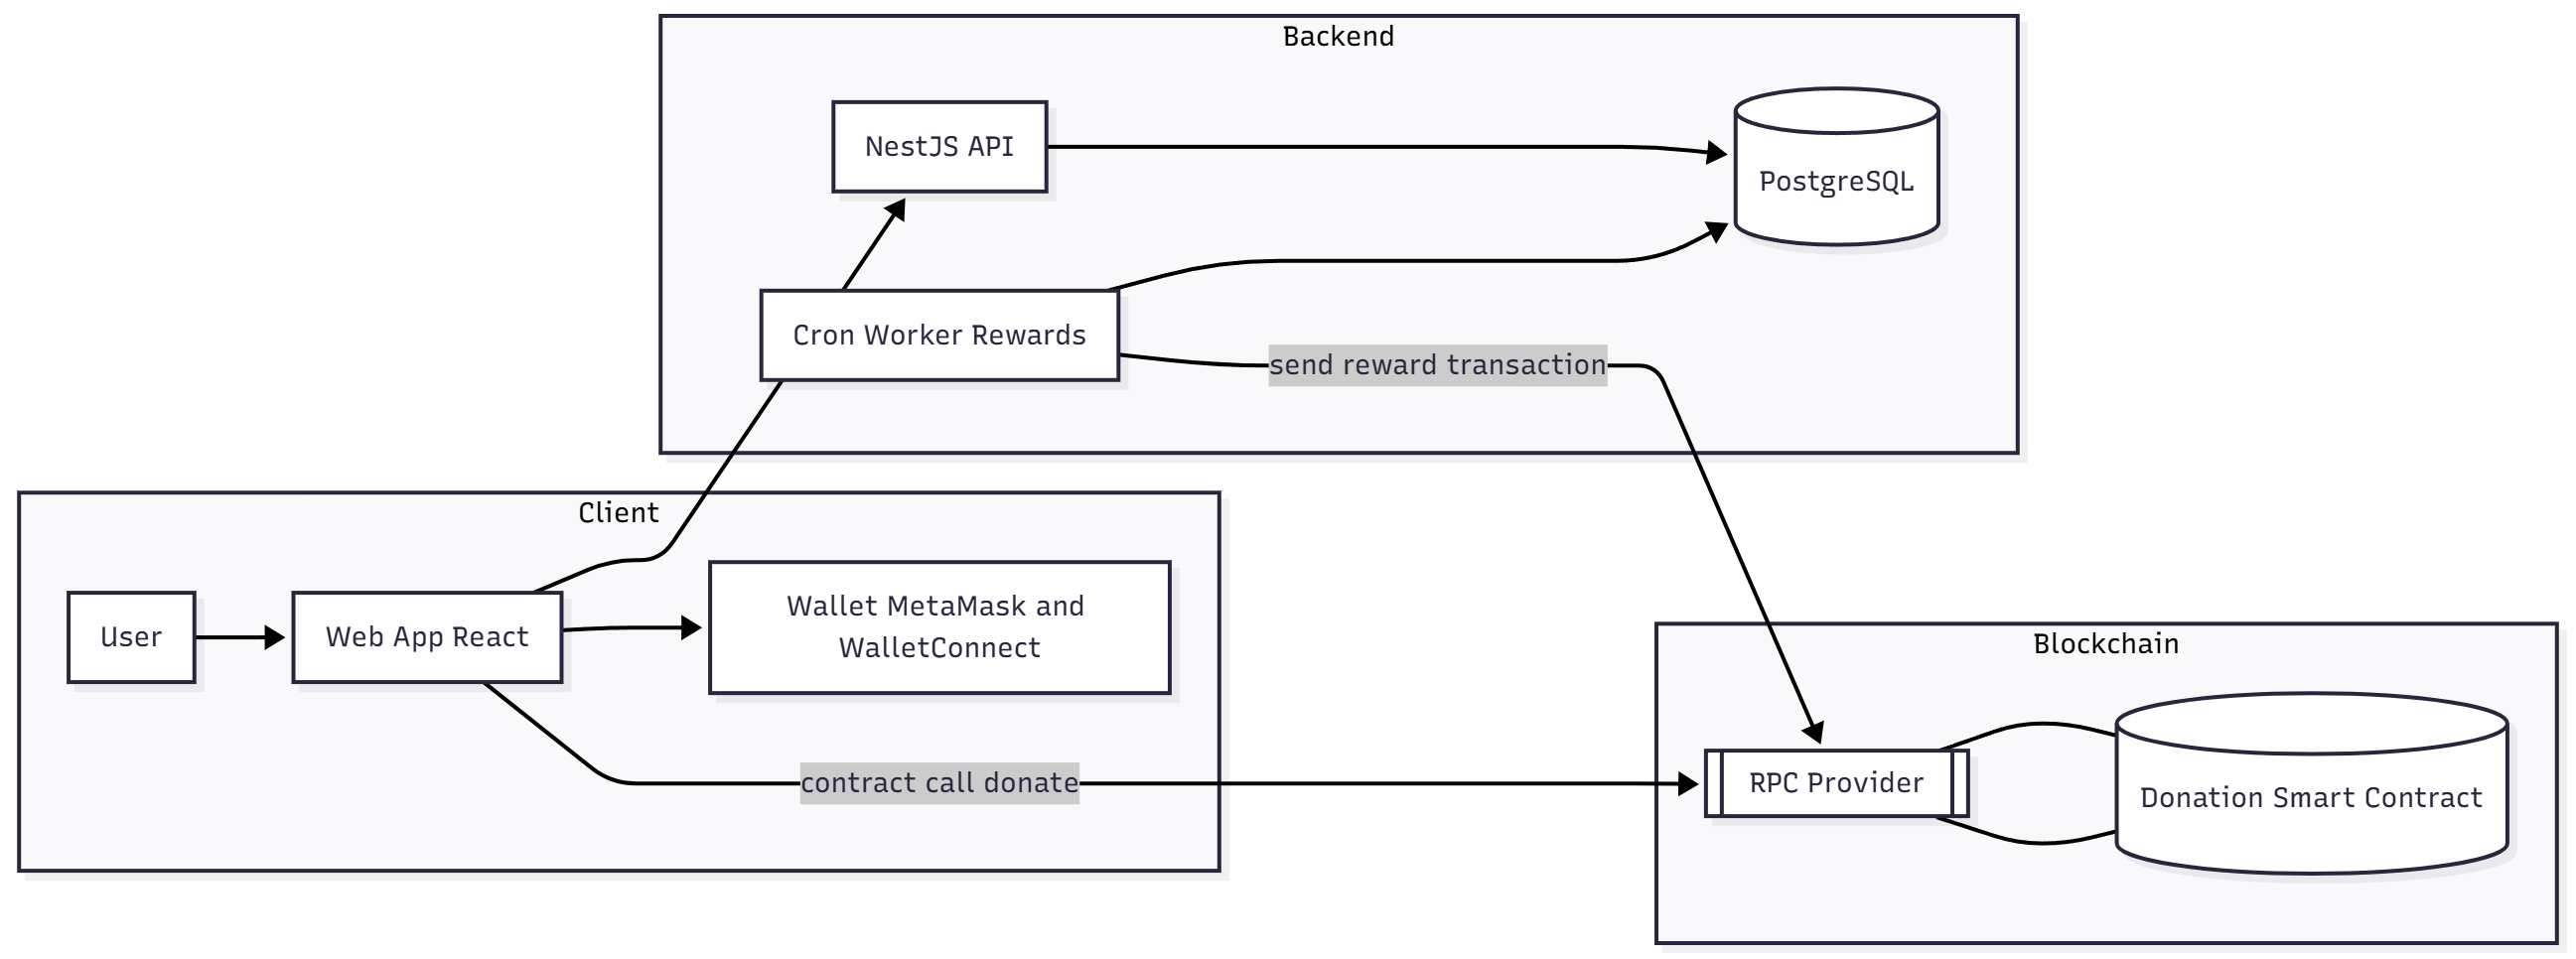 Backend
NestJS API
PostgreSQL
Cron Worker Rewards
send reward transaction
Client
User
Web App React
Wallet MetaMask and
WalletConnect
contract call donate
Blockchain
RPC Provider
Donation Smart Contract